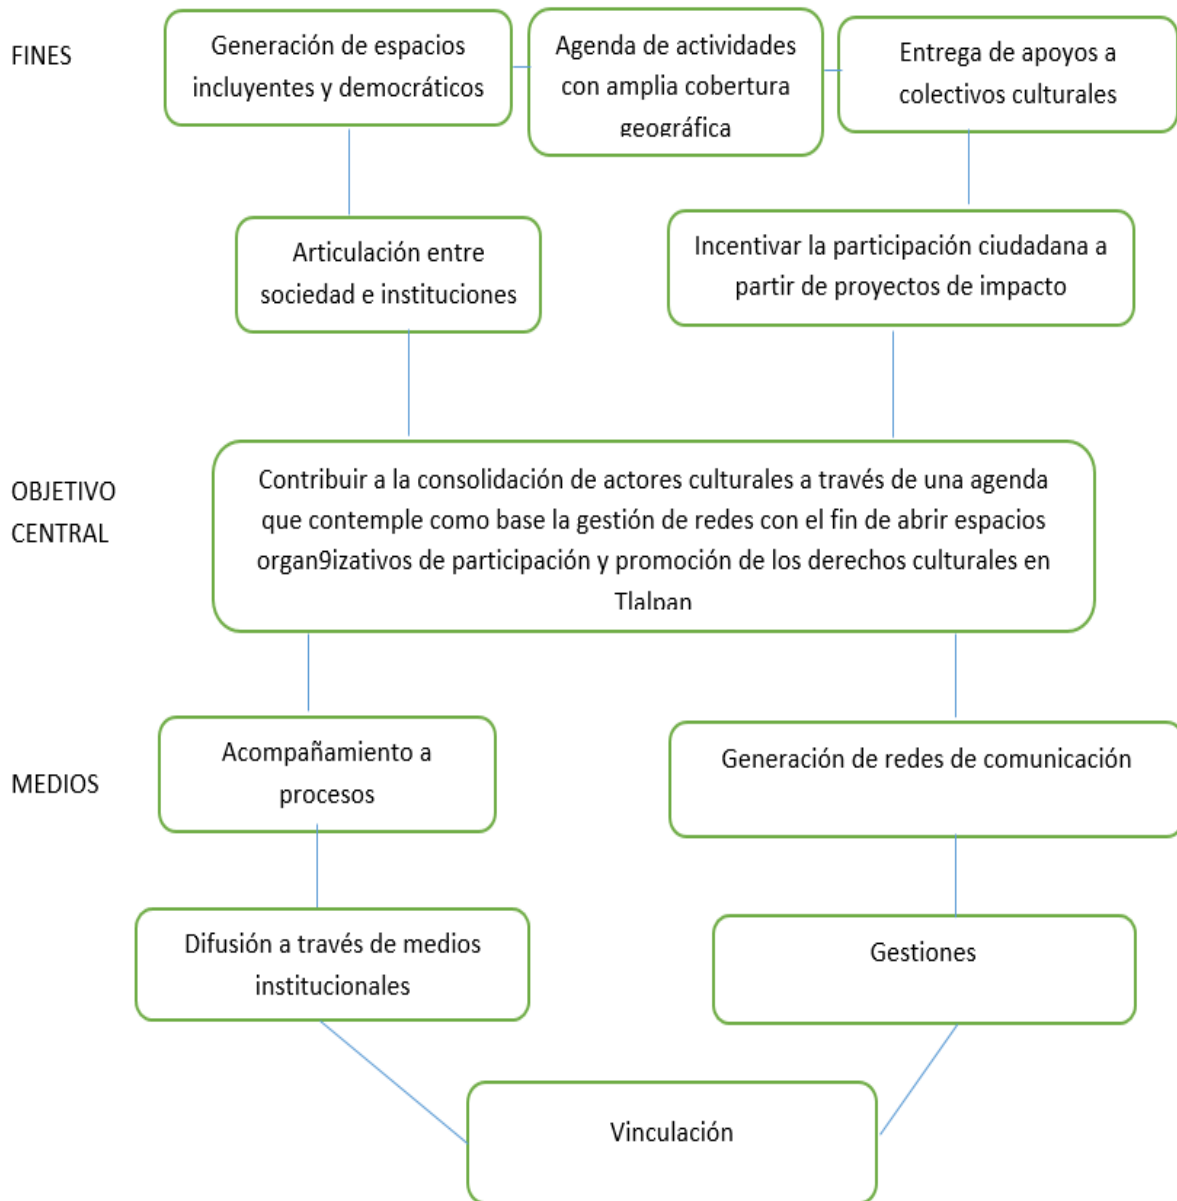 FINES
Generación de espacios
incluyentes y democráticos
Agenda de actividades
con amplia cobertura
geográfica
Entrega de apoyos a
colectivos culturales
Articulación entre
sociedad e instituciones
Incentivar la participación ciudadana a
partir de proyectos de impacto
OBJETIVO
CENTRAL
Contribuir a la consolidación de actores culturales a través de una agenda
que contemple como base la gestión de redes con el fin de abrir espacios
organ9izativos de participación y promoción de los derechos culturales en
Tlalpan
MEDIOS
Acompañamiento a
procesos
Generación de redes de comunicación
Difusión a través de medios
institucionales
Gestiones
Vinculación